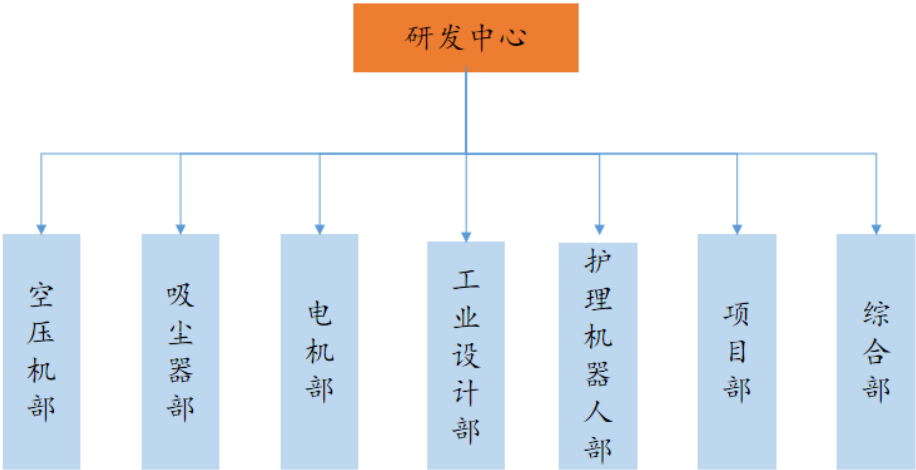 研发中心
空压机部
吸尘器部
电机部
工业设计部
护理机器人部
项目部
综合部